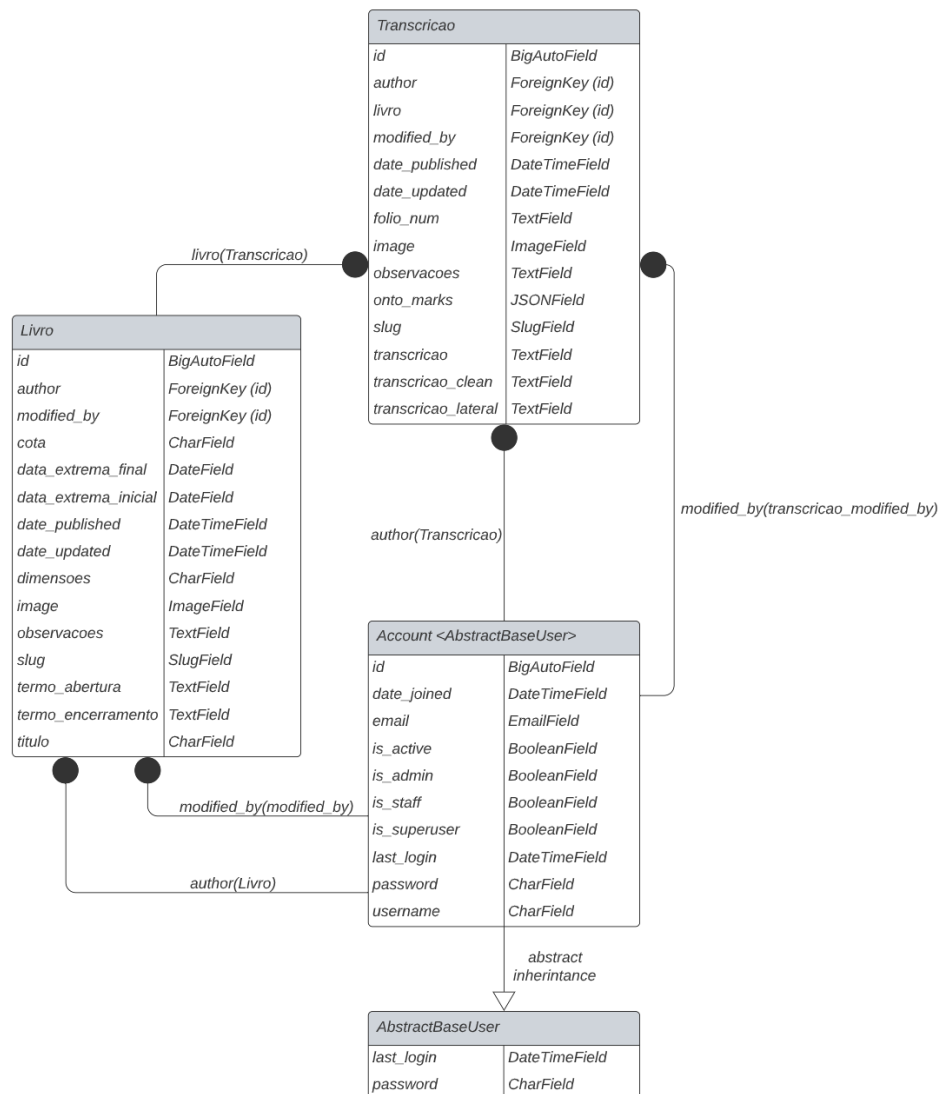 Transcricao
id BigAutoField
author ForeignKey (id)
livro ForeignKey (id)
modified_by ForeignKey (id)
date_published DateTimeField
date_updated DateTimeField
folio_num TextField
image ImageField
observacoes TextField
onto_marks JSONField
slug SlugField
transcricao TextField
transcricao_clean TextField
transcricao_lateral TextField
livro(Transcricao)
Livro
id BigAutoField
author ForeignKey (id)
modified_by ForeignKey (id)
cota CharField
data_extrema_final DateField
data_extrema_inicial DateField
date_published DateTimeField
date_updated DateTimeField
dimensoes CharField
image ImageField
observacoes TextField
slug SlugField
termo_abertura TextField
termo_encerramento TextField
titulo CharField
author(Transcricao)
modified_by(transcricao_modified_by)
Account <AbstractBaseUser>
id BigAutoField
date_joined DateTimeField
email EmailField
is_active BooleanField
is_admin BooleanField
is_staff BooleanField
is_superuser BooleanField
last_login DateTimeField
password CharField
username CharField
modified_by(modified_by)
author(Livro)
abstract
inherintance
AbstractBaseUser
last_login DateTimeField
password CharField